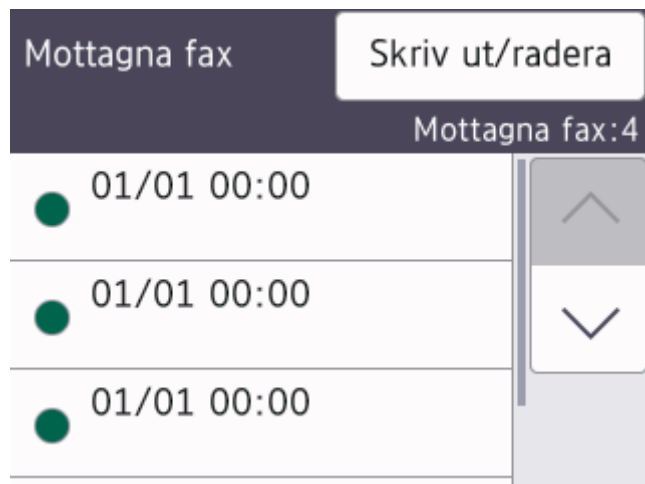 Mottagna fax
Skriv ut/radera
Mottagna fax:4
01/01 00:00
01/01 00:00
01/01 00:00